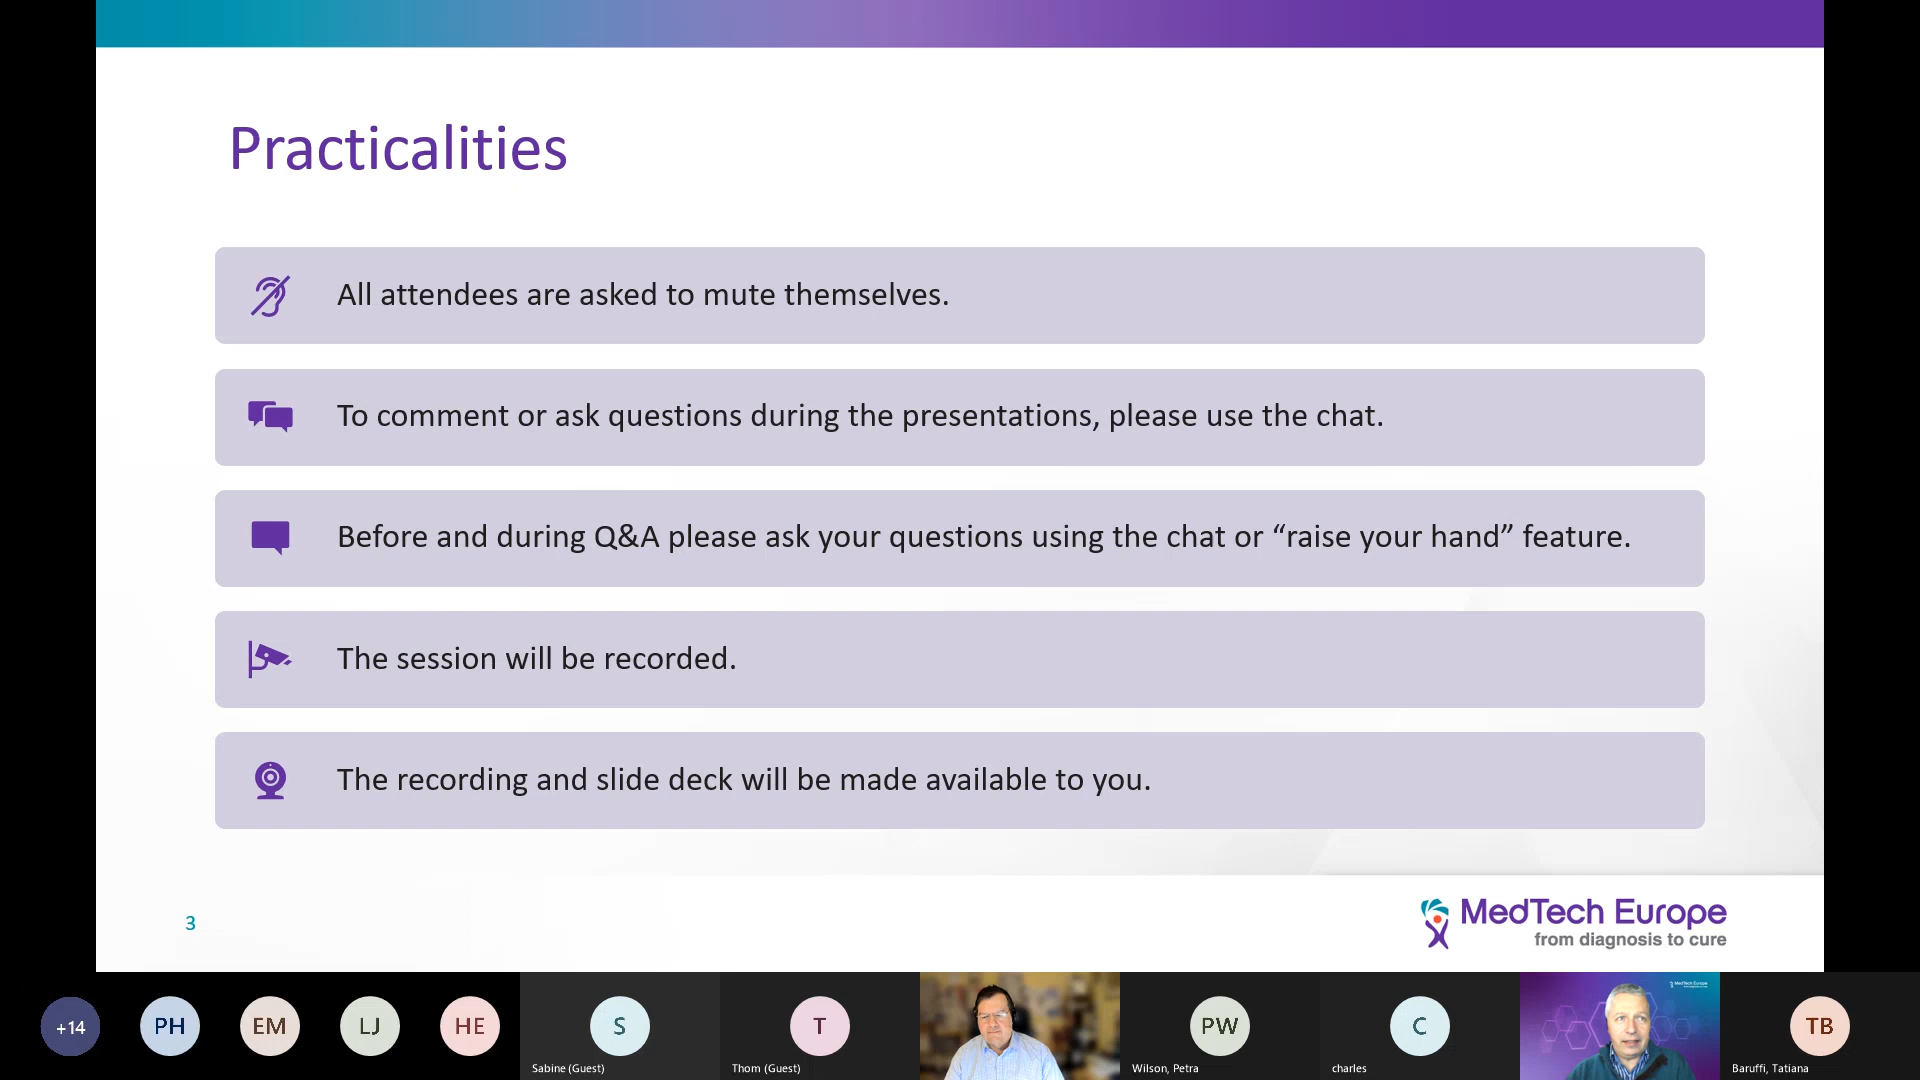 Practicalities
All attendees are asked to mute themselves.
To comment or ask questions during the presentations, please use the chat.
Before and during Q&A please ask your questions using the chat or “raise your hand” feature.
The session will be recorded.
The recording and slide deck will be made available to you.
3
MedTech Europe
from diagnosis to cure
+14
PH
EM
LJ
HE
S
Sabine (Guest)
T
Thom (Guest)
PW
Wilson, Petra
C
charles
MedTech Europe
TB
Baruffi, Tatiana